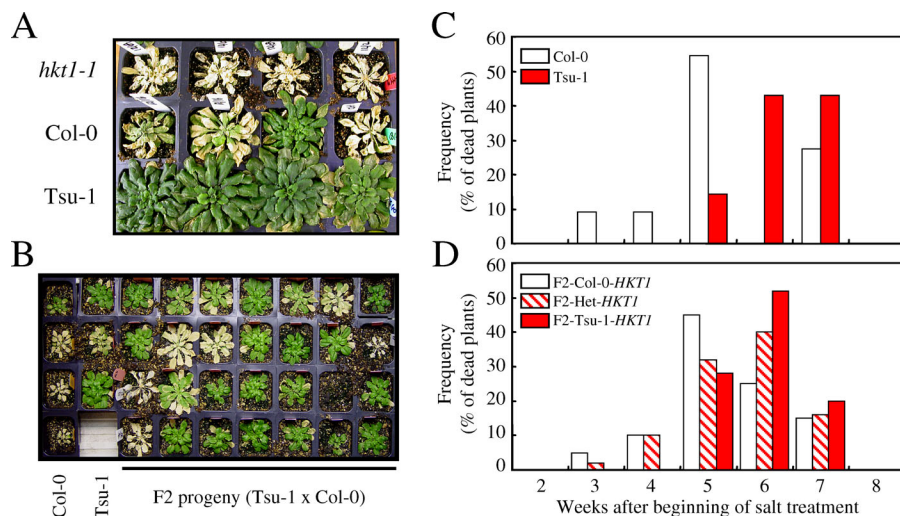 A
hkt1-1
Col-0
Tsu-1
B
Col-0
Tsu-1
F2 progeny (Tsu-1 x Col-0)
C
Frequency
(% of dead plants)
60
50
40
30
20
10
0
Col-0
Tsu-1
D
Frequency
(% of dead plants)
60
50
40
30
20
10
0
F2-Col-0-HKT1
F2-Het-HKT1
F2-Tsu-1-HKT1
2 3 4 5 6 7 8
Weeks after beginning of salt treatment